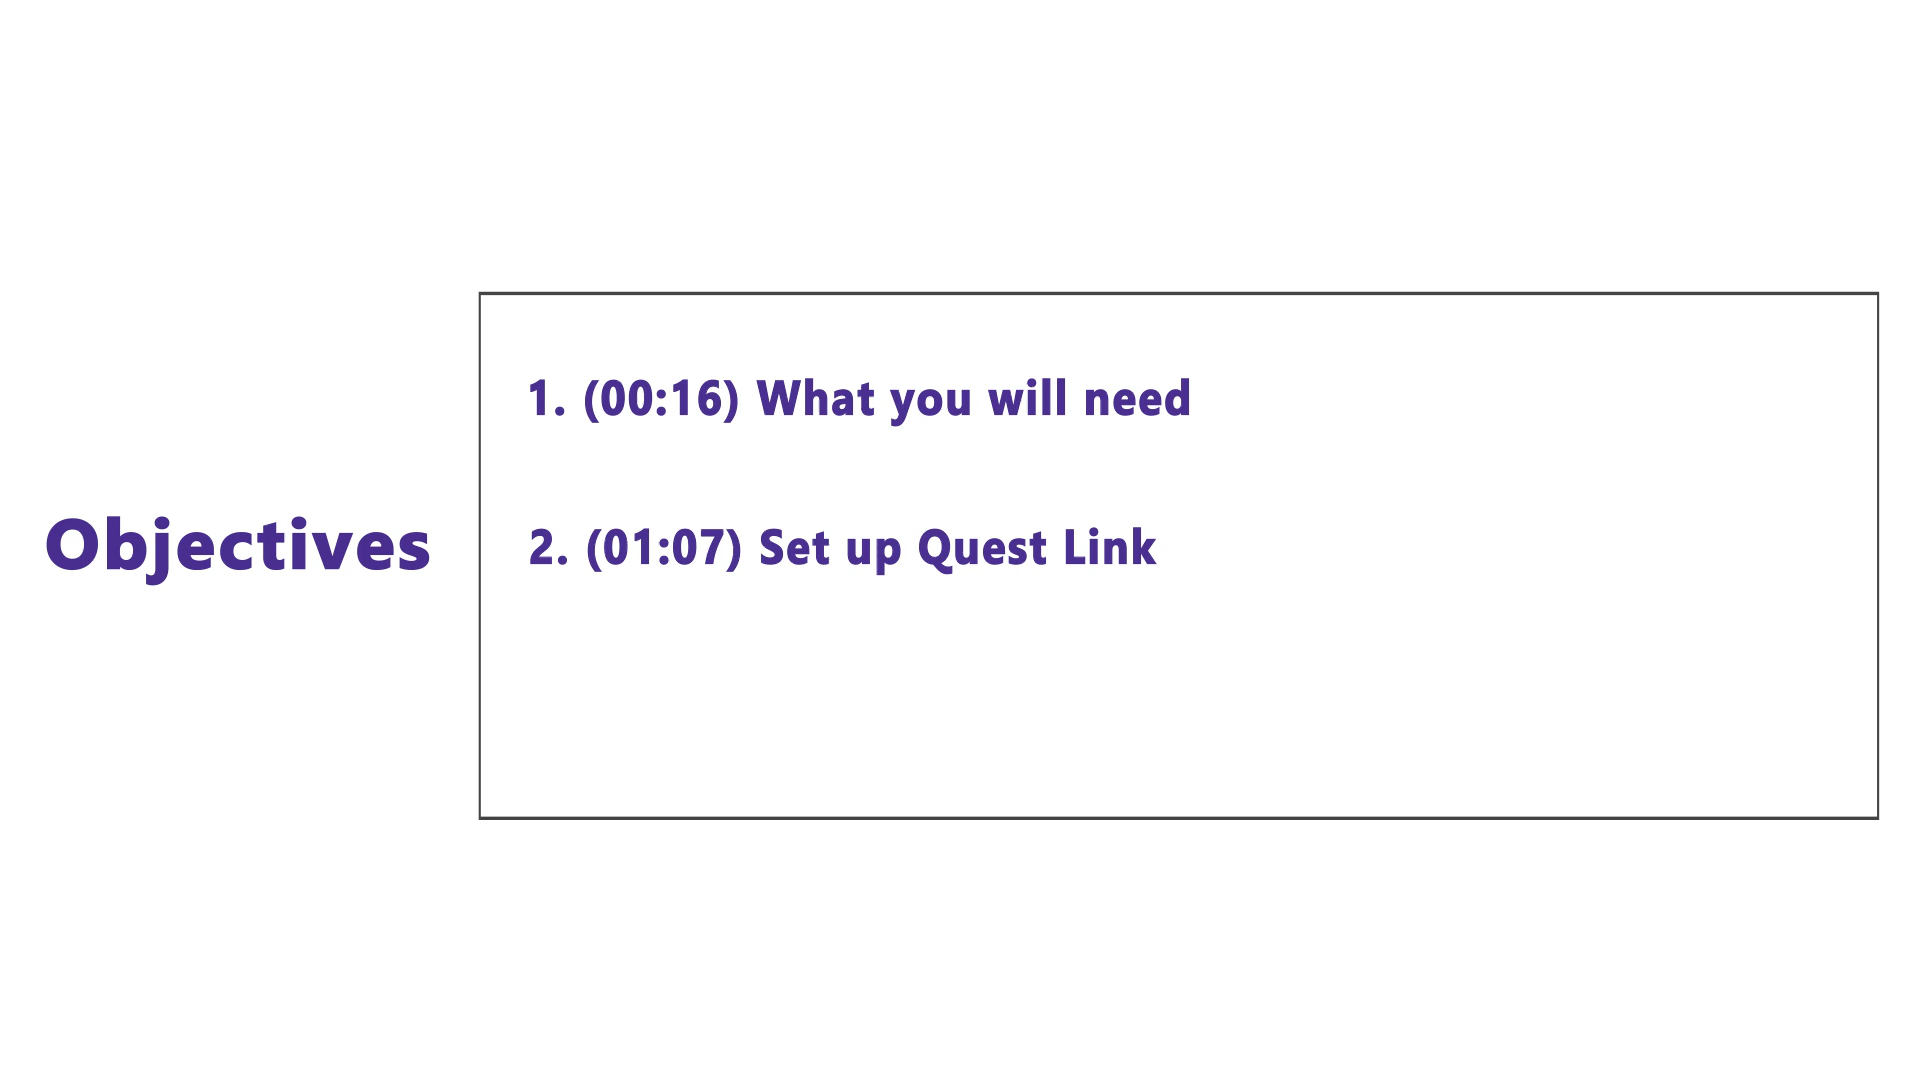 Objectives
1. (00:16) What you will need
2. (01:07) Set up Quest Link